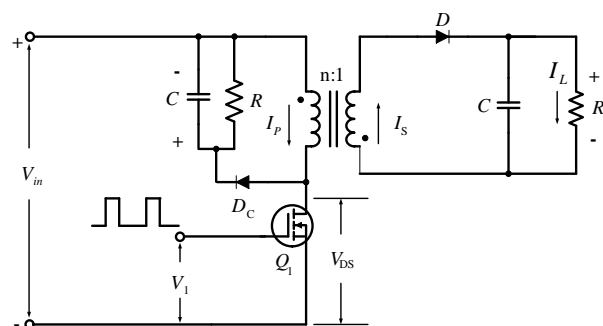 D
+
-
n:1
C
R
I_P
I_S
C
I_L
+
R
-
+
V_in
D_C
Q_1
V_DS
V_1
-